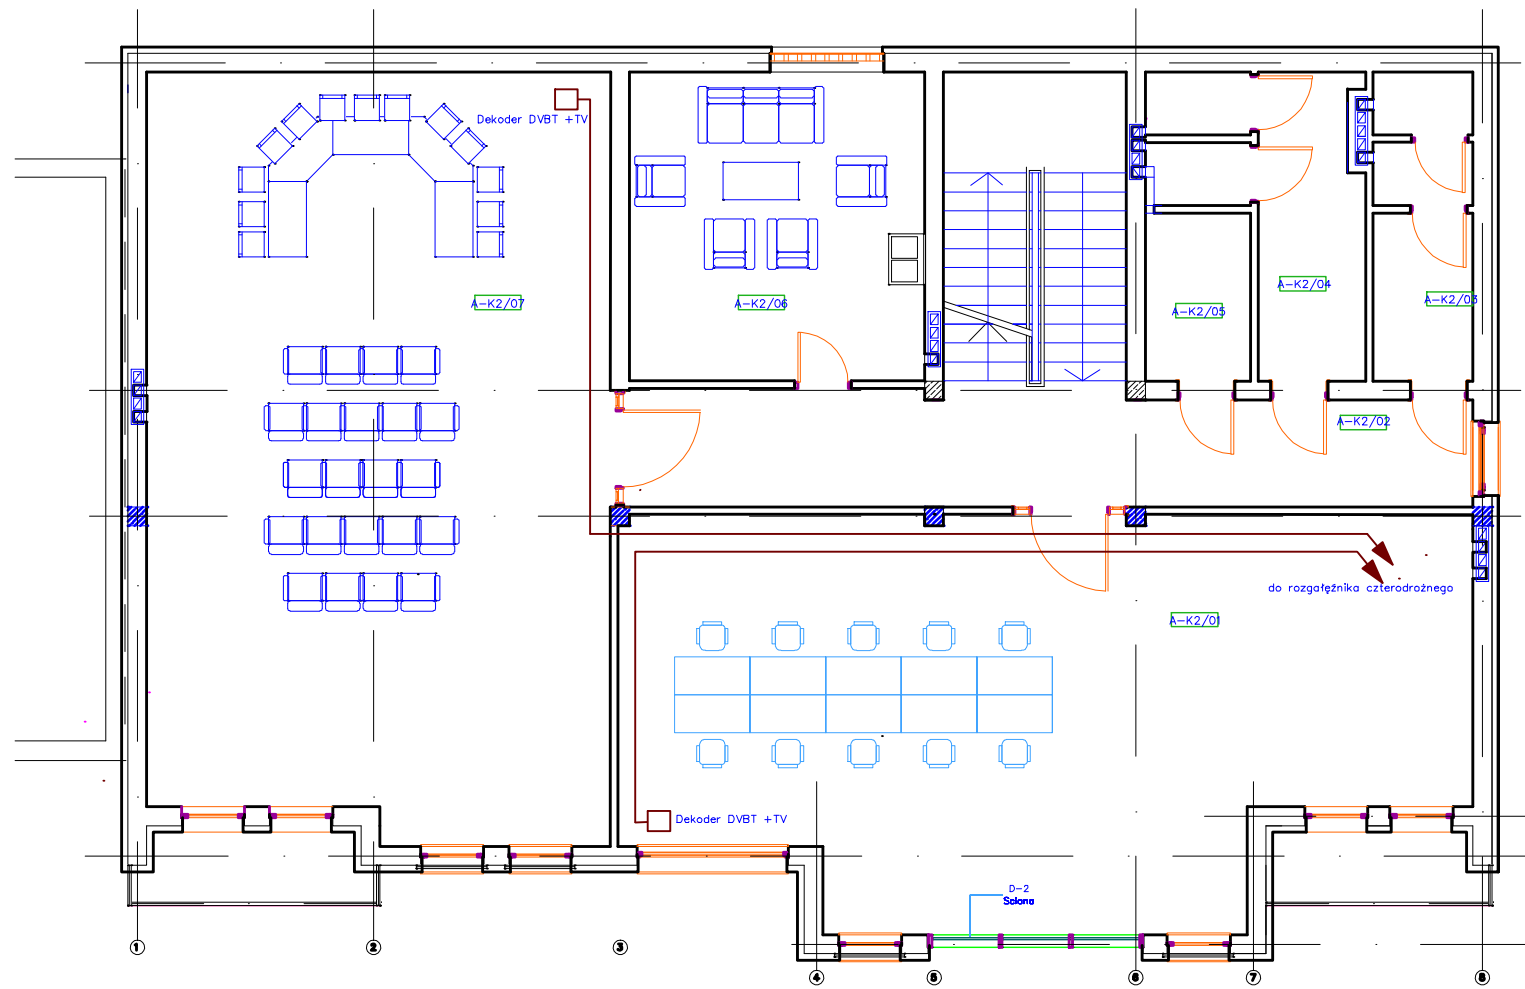 Dekoder DVBT +TV
A-K2/07
A-K2/06
A-K2/05
A-K2/04
A-K2/03
A-K2/02
do rozgałęźnika czterodrożnego
A-K2/01
Dekoder DVBT +TV
D-2
Sciana
1
2
3
4
5
6
7
8